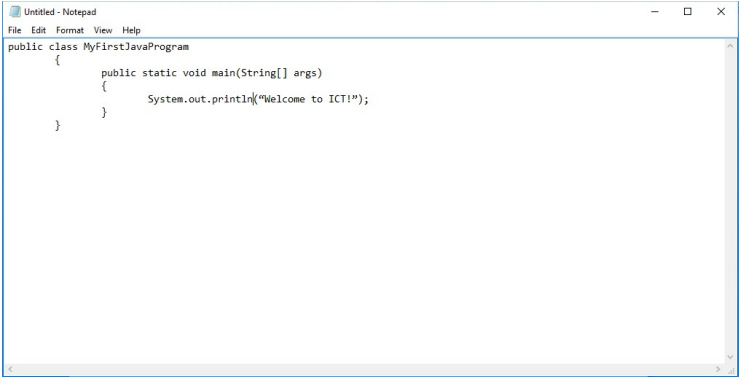 Untitled - Notepad
File Edit Format View Help
public class MyFirstJavaProgram
{
public static void main(String[] args)
{
System.out.println(“Welcome to ICT!”);
}
}